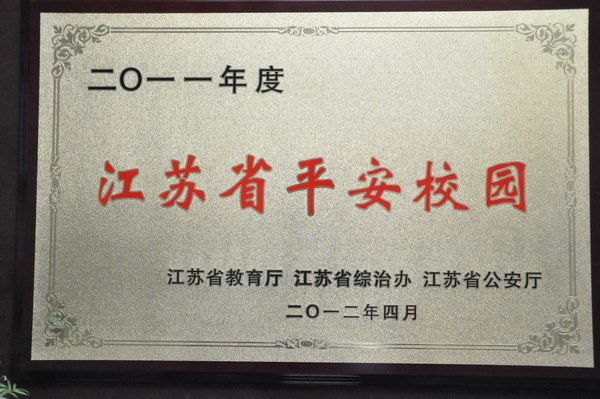 二〇一一年度
江苏省平安校园
江苏省教育厅 江苏省综治办 江苏省公安厅
二〇一二年四月